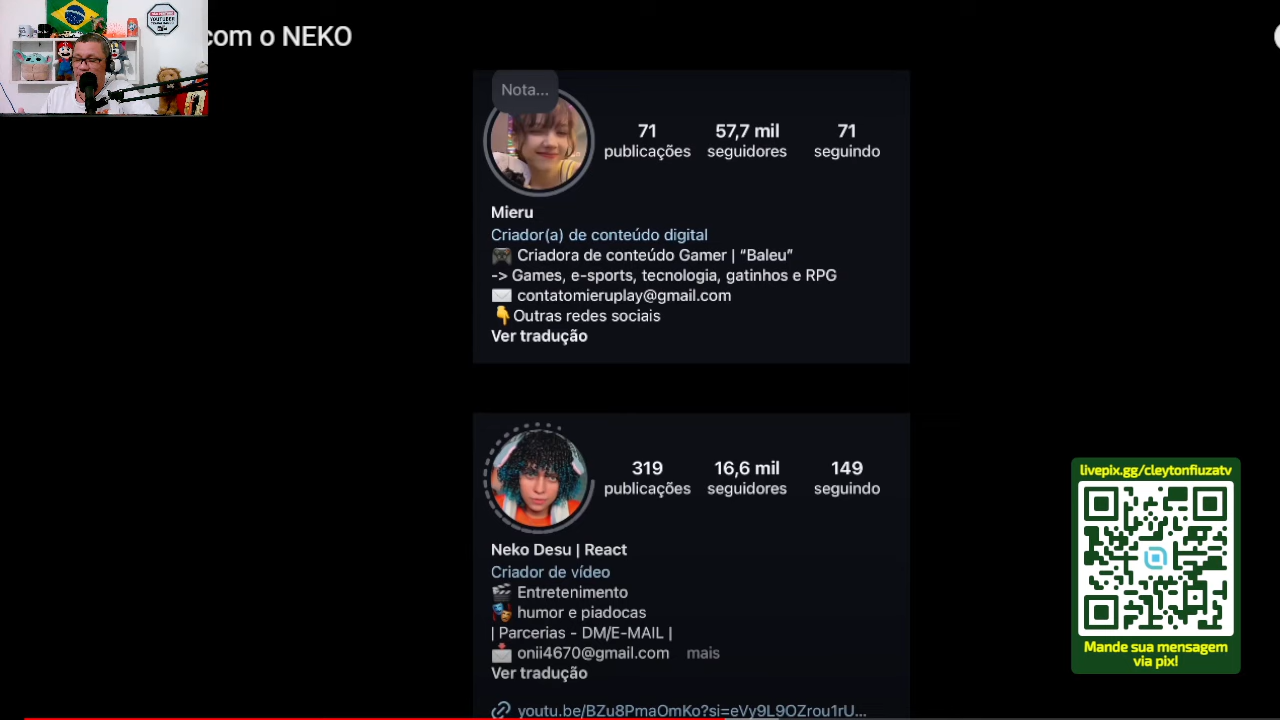 com o NEKO
Nota...
71
57,7 mil
71
publicações
seguidores
seguindo
Mieru
Criador(a) de conteúdo digital
🎮 Criadora de conteúdo Gamer | “Baleu”
-> Games, e-sports, tecnologia, gatinhos e RPG
✉️ contatomieruplay@gmail.com
👇Outras redes sociais
Ver tradução
319
16,6 mil
149
publicações
seguidores
seguindo
Neko Desu | React
Criador de vídeo
🎬 Entretenimento
🎭 humor e piadocas
| Parcerias - DM/E-MAIL |
📩 onii4670@gmail.com mais
Ver tradução
youtu.be/BZu8PmaOmKo?si=eVy9L9OZrou1rU...
livepix.gg/cleytonfiuzatv
Mande sua mensagem
via pix!